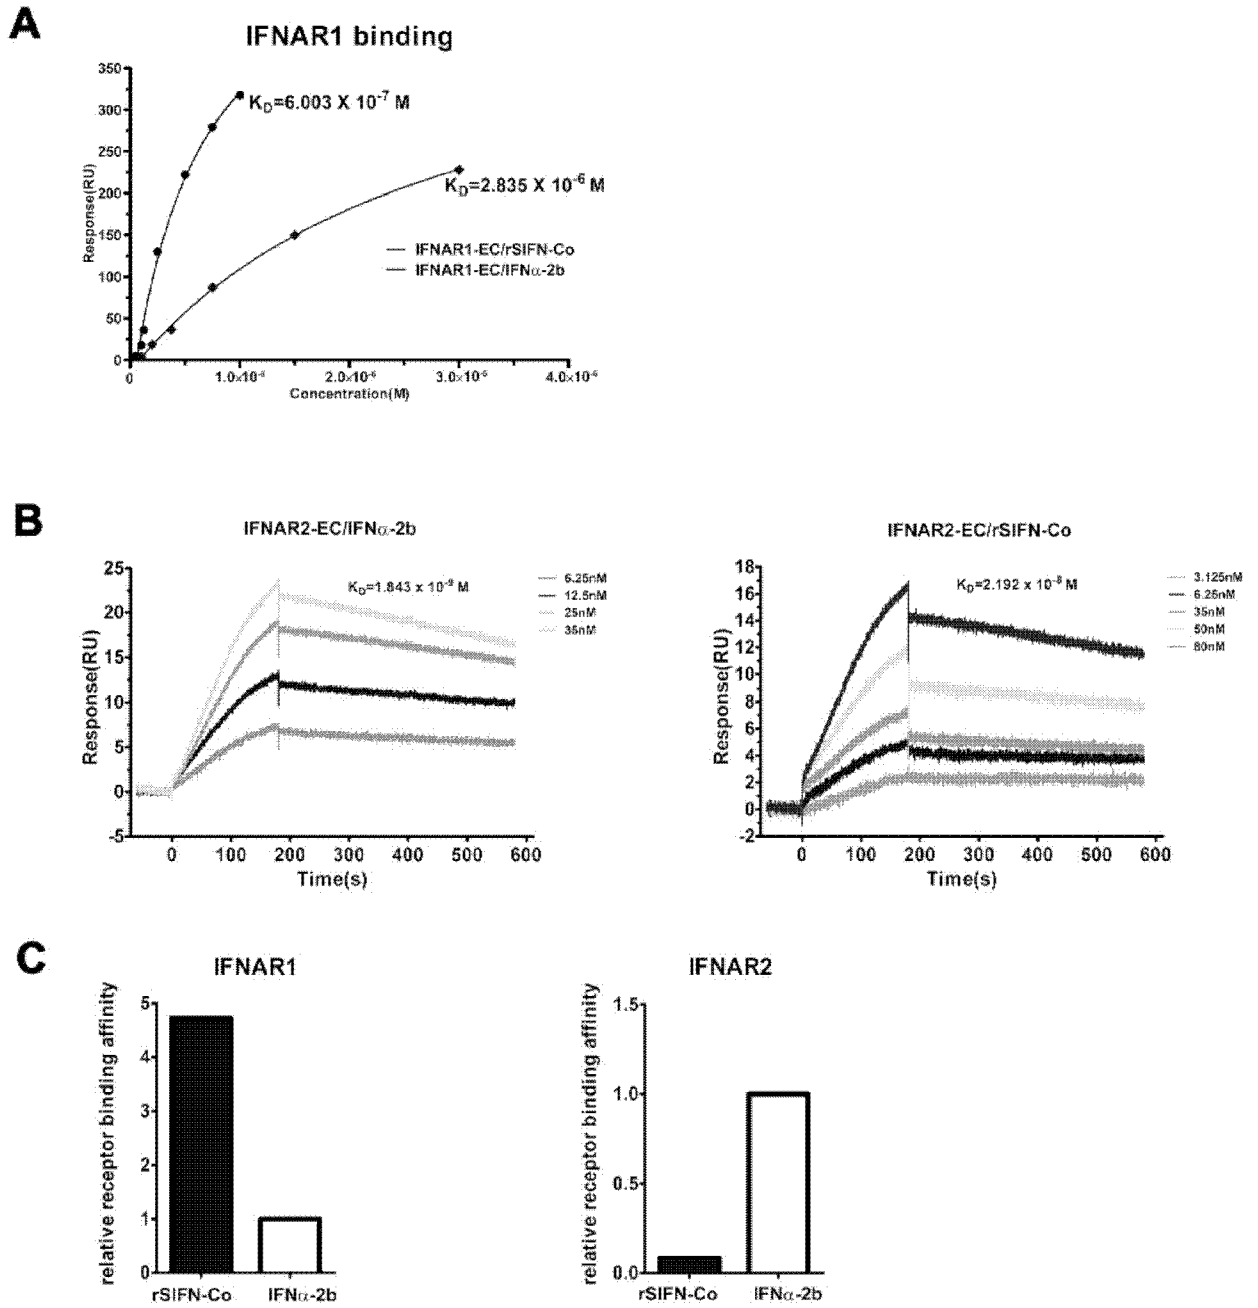 A
IFNAR1 binding
350
300
250
200
150
100
50
0
Response(RU)
K_D=6.003 X 10^-7 M
K_D=2.835 X 10^-6 M
IFNAR1-EC/rSIFN-Co
IFNAR1-EC/IFNα-2b
0 1.0×10^-6 2.0×10^-6 3.0×10^-6 4.0×10^-6
Concentration(M)
B
IFNAR2-EC/IFNα-2b
25
20
15
10
5
0
-5
Response(RU)
K_D=1.843 x 10^-9 M
6.25nM
12.5nM
25nM
35nM
0 100 200 300 400 500 600
Time(s)
IFNAR2-EC/rSIFN-Co
18
16
14
12
10
8
6
4
2
0
-2
Response(RU)
K_D=2.192 x 10^-8 M
3.125nM
6.25nM
35nM
50nM
80nM
0 100 200 300 400 500 600
Time(s)
C
IFNAR1
5
4
3
2
1
0
relative receptor binding affinity
rSIFN-Co IFNα-2b
IFNAR2
1.5
1.0
0.5
0.0
relative receptor binding affinity
rSIFN-Co IFNα-2b